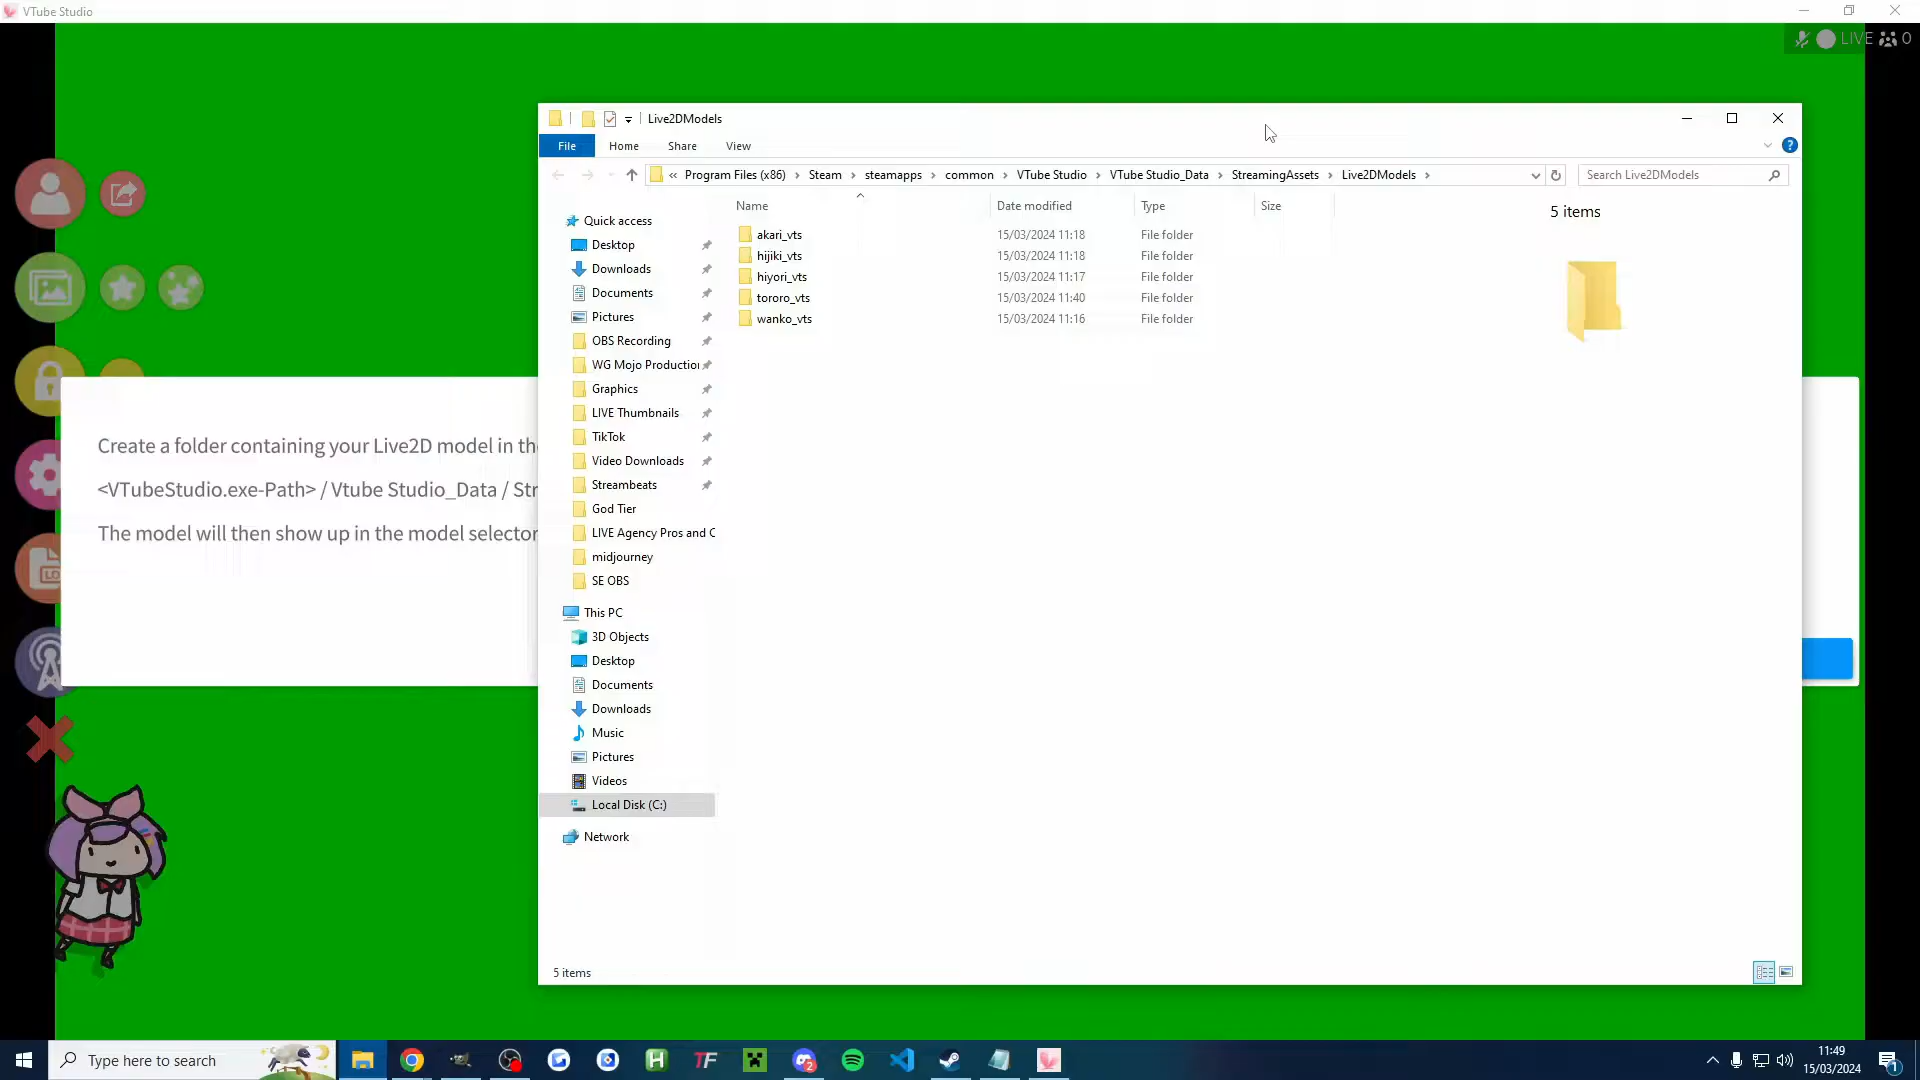 VTube Studio
LIVE 0
Live2DModels
File Home Share View
« Program Files (x86) › Steam › steamapps › common › VTube Studio › VTube Studio_Data › StreamingAssets › Live2DModels ›
Search Live2DModels
Name Date modified Type Size
akari_vts 15/03/2024 11:18 File folder
hijiki_vts 15/03/2024 11:18 File folder
hiyori_vts 15/03/2024 11:17 File folder
tororo_vts 15/03/2024 11:40 File folder
wanko_vts 15/03/2024 11:16 File folder
5 items
Quick access
Desktop
Downloads
Documents
Pictures
OBS Recording
WG Mojo Production
Graphics
LIVE Thumbnails
TikTok
Video Downloads
Streambeats
God Tier
LIVE Agency Pros and C
midjourney
SE OBS
This PC
3D Objects
Desktop
Documents
Downloads
Music
Pictures
Videos
Local Disk (C:)
Network
5 items
Create a folder containing your Live2D model in the
<VTubeStudio.exe-Path> / Vtube Studio_Data / Str
The model will then show up in the model selector
Type here to search
TF
2
11:49
15/03/2024
1